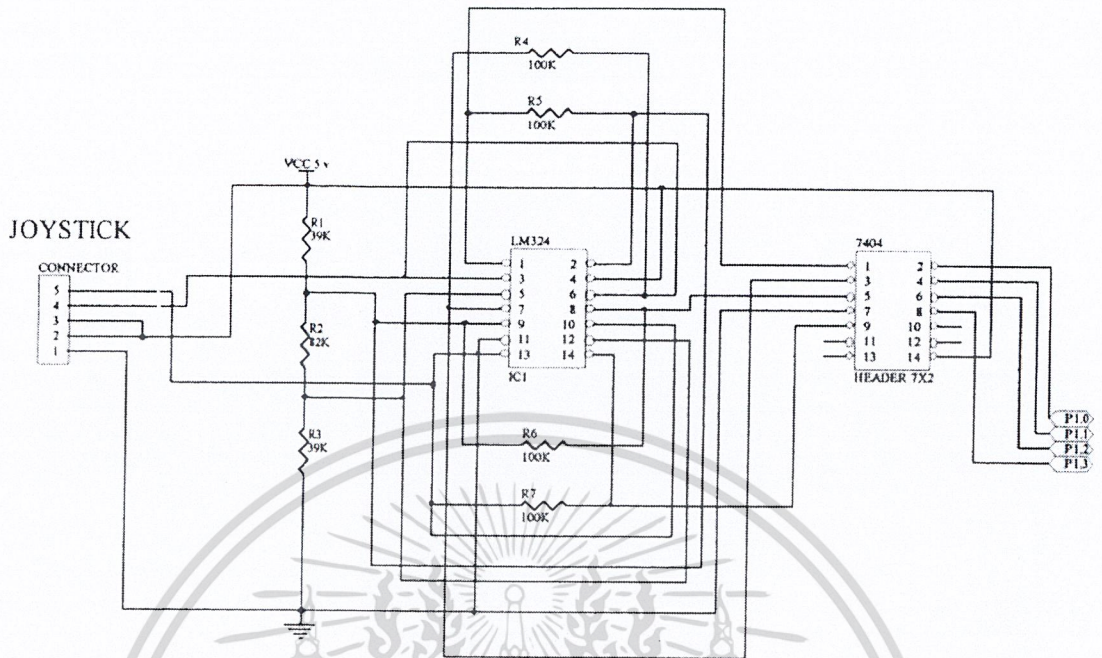 R4
100K
R5
100K
VCC 5 v
JOYSTICK
CONNECTOR
5
4
3
2
1
R1
39K
R2
82K
R3
39K
LM324
1 2
3 4
5 6
7 8
9 10
11 12
13 14
IC1
7404
1 2
3 4
5 6
7 8
9 10
11 12
13 14
HEADER 7X2
R6
100K
R7
100K
P1.0
P1.1
P1.2
P1.3